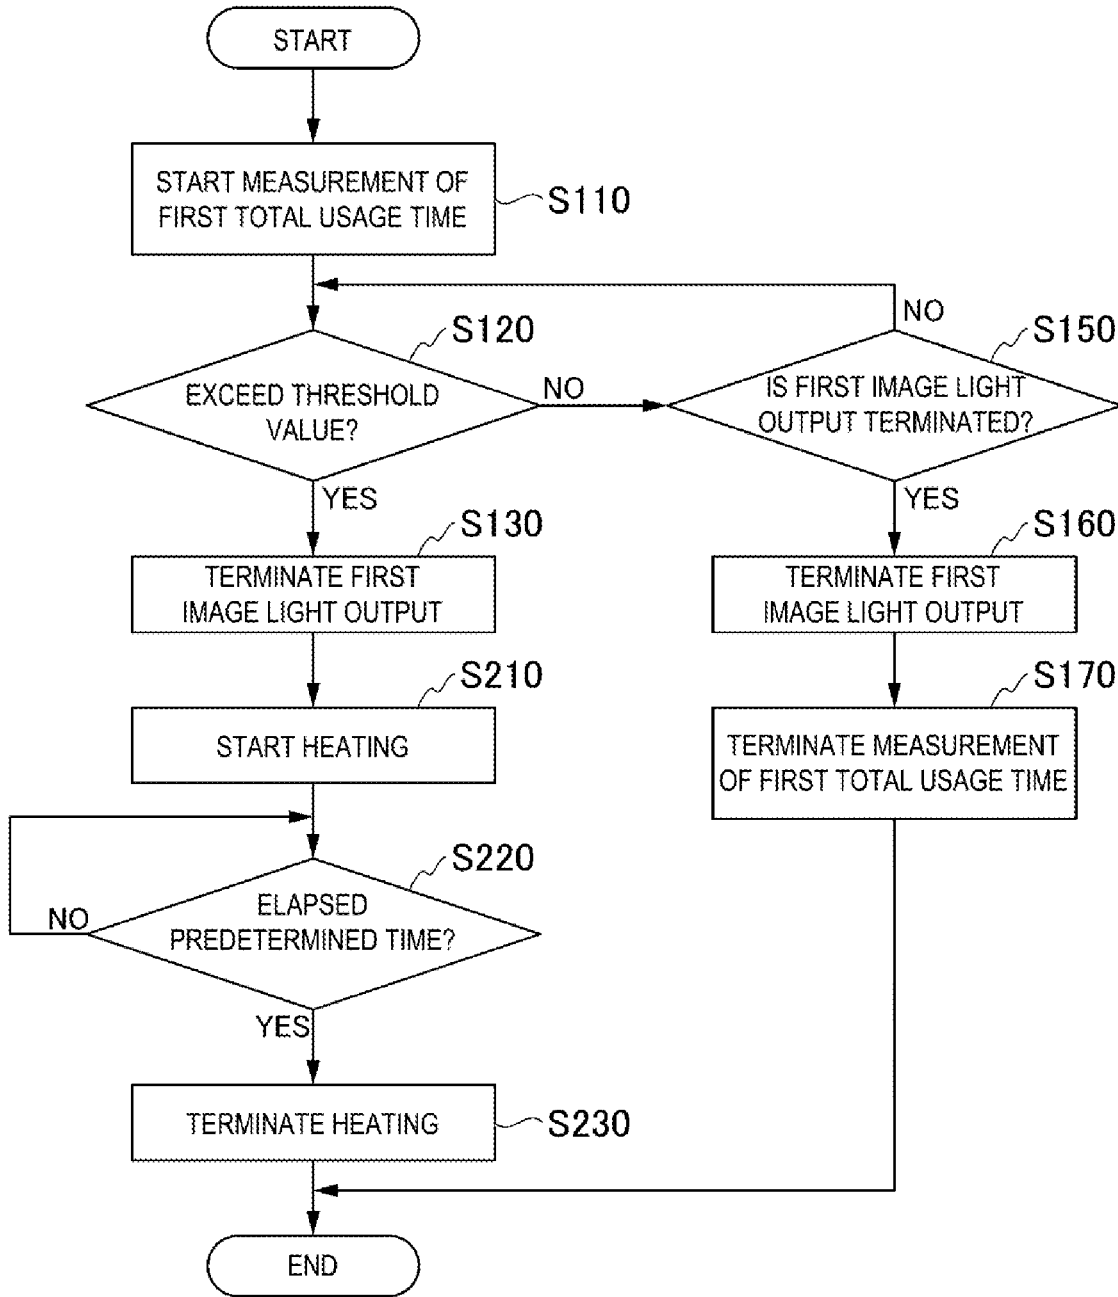 START
START MEASUREMENT OF
FIRST TOTAL USAGE TIME
S110
NO
S120
S150
EXCEED THRESHOLD
VALUE?
NO
IS FIRST IMAGE LIGHT
OUTPUT TERMINATED?
YES
YES
S130
S160
TERMINATE FIRST
IMAGE LIGHT OUTPUT
TERMINATE FIRST
IMAGE LIGHT OUTPUT
S210
S170
START HEATING
TERMINATE MEASUREMENT
OF FIRST TOTAL USAGE TIME
S220
ELAPSED
PREDETERMINED TIME?
NO
YES
TERMINATE HEATING
S230
END